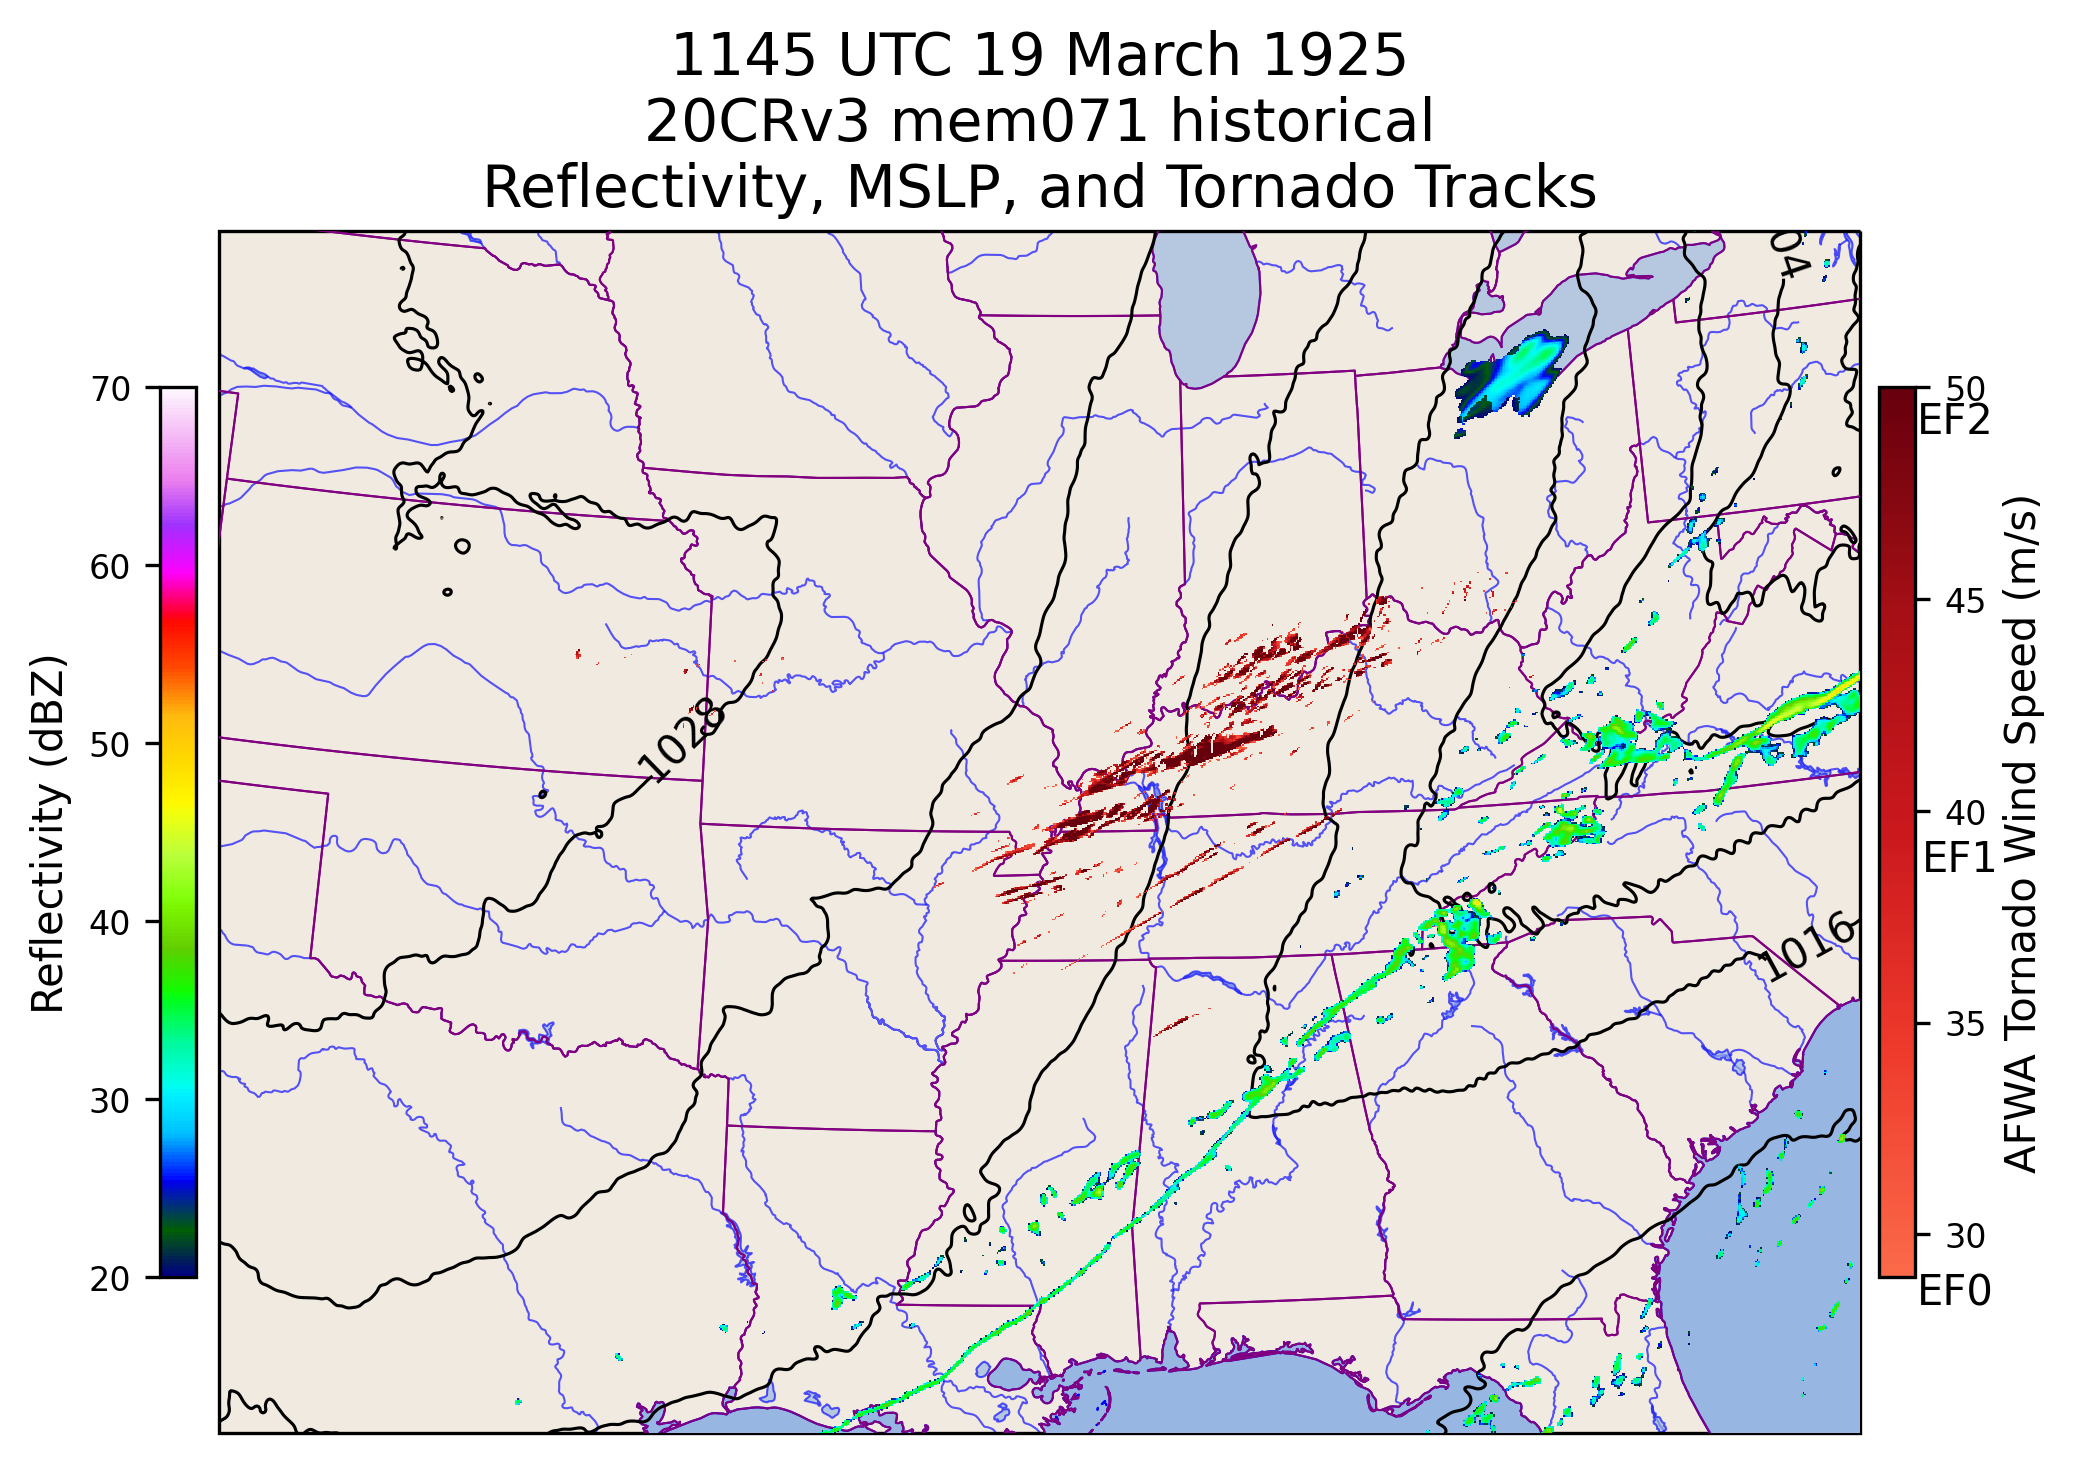 1145 UTC 19 March 1925
20CRv3 mem071 historical
Reflectivity, MSLP, and Tornado Tracks
04
70
60
50
40
30
20
Reflectivity (dBZ)
1028
1016
50
EF2
45
40
EF1
35
30
EF0
AFWA Tornado Wind Speed (m/s)